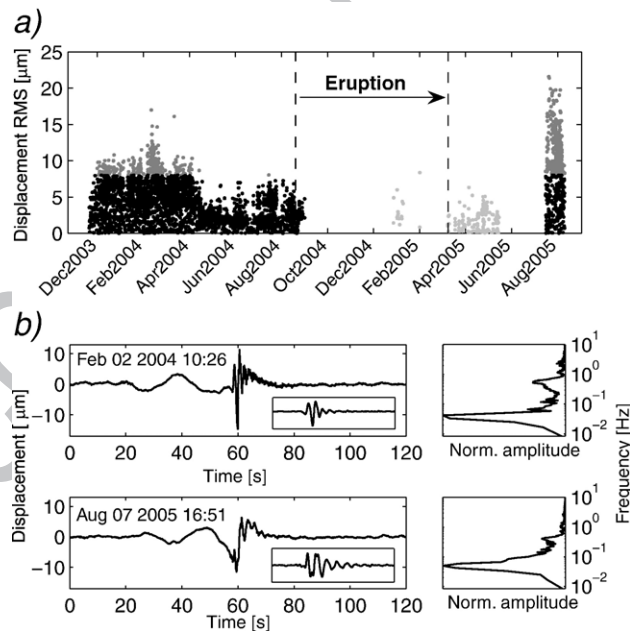 a)
Displacement RMS [μm]
25
20
15
10
5
0
Eruption
Dec2003
Feb2004
Apr2004
Jun2004
Aug2004
Oct2004
Dec2004
Feb2005
Apr2005
Jun2005
Aug2005
b)
Displacement [ μm]
Feb 02 2004 10:26
10
0
−10
0 20 40 60 80 100 120
Time [s]
10^1
10^0
10^-1
10^-2
Norm. amplitude
Frequency [Hz]
Aug 07 2005 16:51
10
0
−10
0 20 40 60 80 100 120
Time [s]
10^1
10^0
10^-1
10^-2
Norm. amplitude